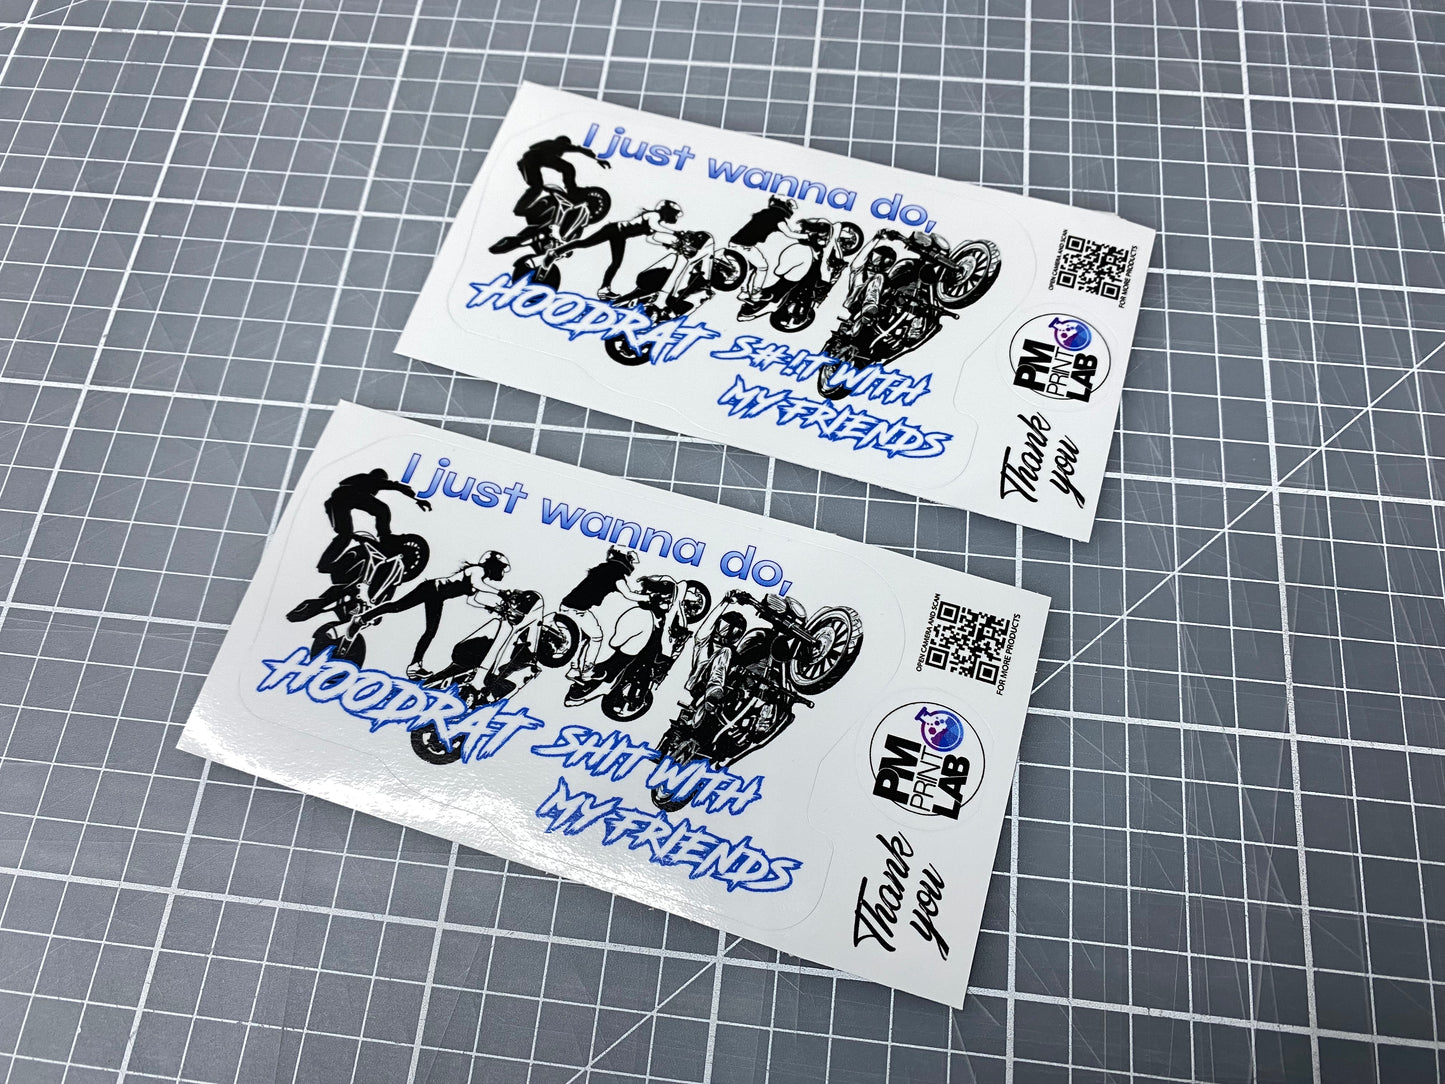 I just wanna do,
HOODRAT S#!T WITH
MY FRIENDS
OPEN CAMERA AND SCAN
FOR MORE PRODUCTS
PM
PRINT
LAB
Thank
you
I just wanna do,
HOODRAT SHIT WITH
MY FRIENDS
OPEN CAMERA AND SCAN
FOR MORE PRODUCTS
PM
PRINT
LAB
Thank
you